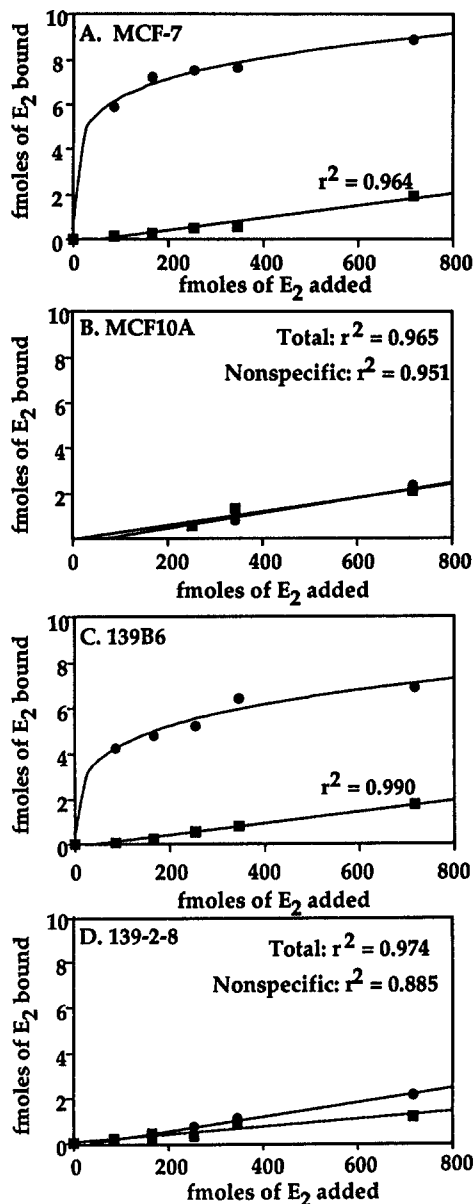 A. MCF-7
10
8
6
4
2
0
r² = 0.964
0 200 400 600 800
fmoles of E₂ added
fmoles of E₂ bound
B. MCF10A
Total: r² = 0.965
Nonspecific: r² = 0.951
10
8
6
4
2
0 200 400 600 800
fmoles of E₂ added
fmoles of E₂ bound
C. 139B6
10
8
6
4
2
0
r² = 0.990
0 200 400 600 800
fmoles of E₂ added
fmoles of E₂ bound
D. 139-2-8
Total: r² = 0.974
Nonspecific: r² = 0.885
10
8
6
4
2
0
0 200 400 600 800
fmoles of E₂ added
fmoles of E₂ bound